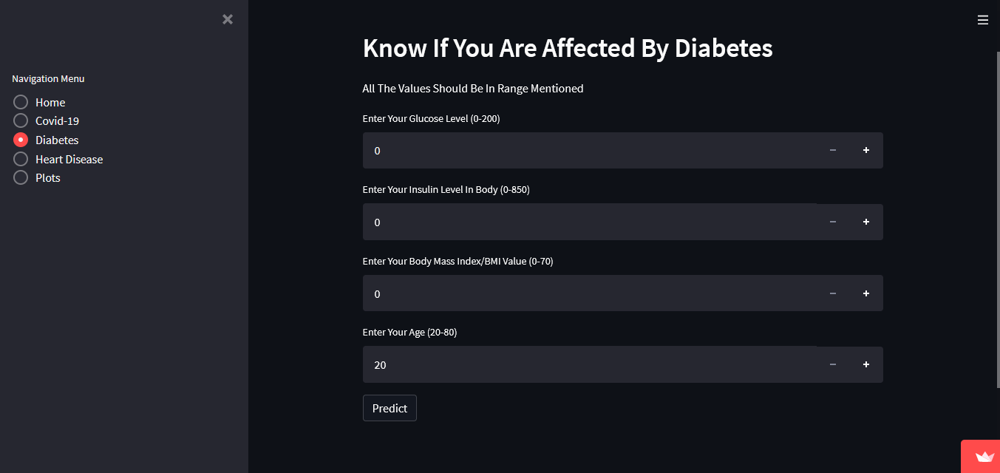 Navigation Menu
Home
Covid-19
Diabetes
Heart Disease
Plots
Know If You Are Affected By Diabetes
All The Values Should Be In Range Mentioned
Enter Your Glucose Level (0-200)
0
Enter Your Insulin Level In Body (0-850)
0
Enter Your Body Mass Index/BMI Value (0-70)
0
Enter Your Age (20-80)
20
Predict